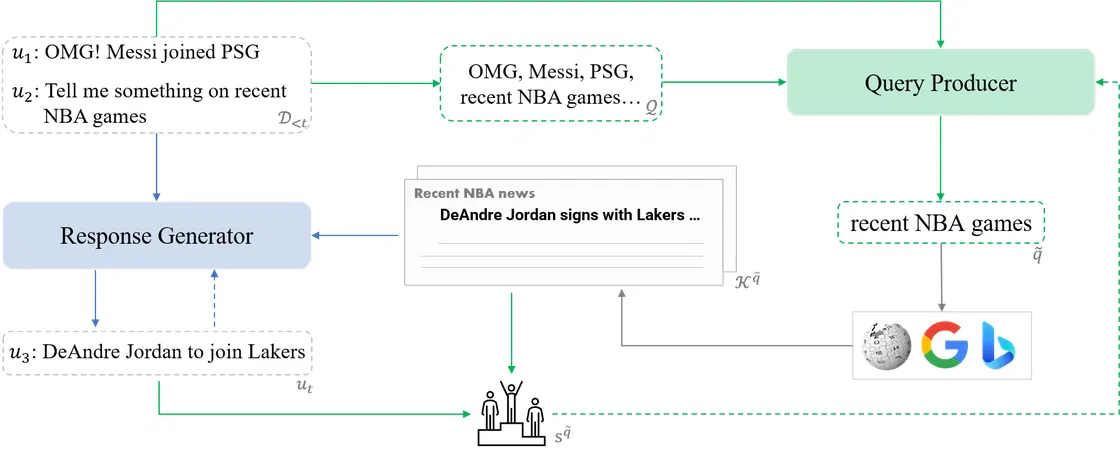 u₁: OMG! Messi joined PSG
u₂: Tell me something on recent
NBA games
𝒟<t
OMG, Messi, PSG,
recent NBA games…
𝒬
Query Producer
Response Generator
Recent NBA news
DeAndre Jordan signs with Lakers ...
𝒦^q̃
recent NBA games
q̃
u₃: DeAndre Jordan to join Lakers
uₜ
s^q̃